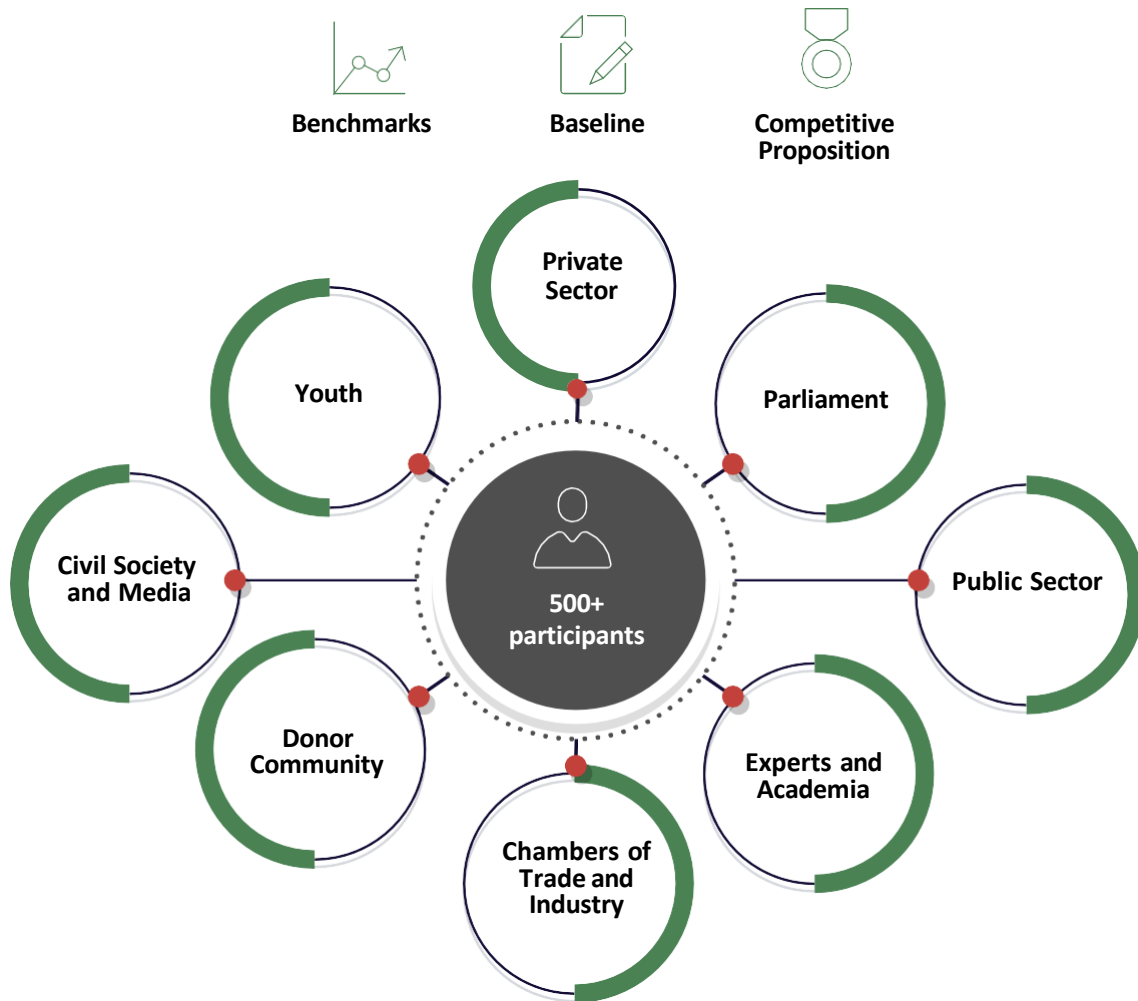 Benchmarks
Baseline
Competitive
Proposition
Private
Sector
Youth
Parliament
Civil Society
and Media
500+
participants
Public Sector
Donor
Community
Experts and
Academia
Chambers of
Trade and
Industry